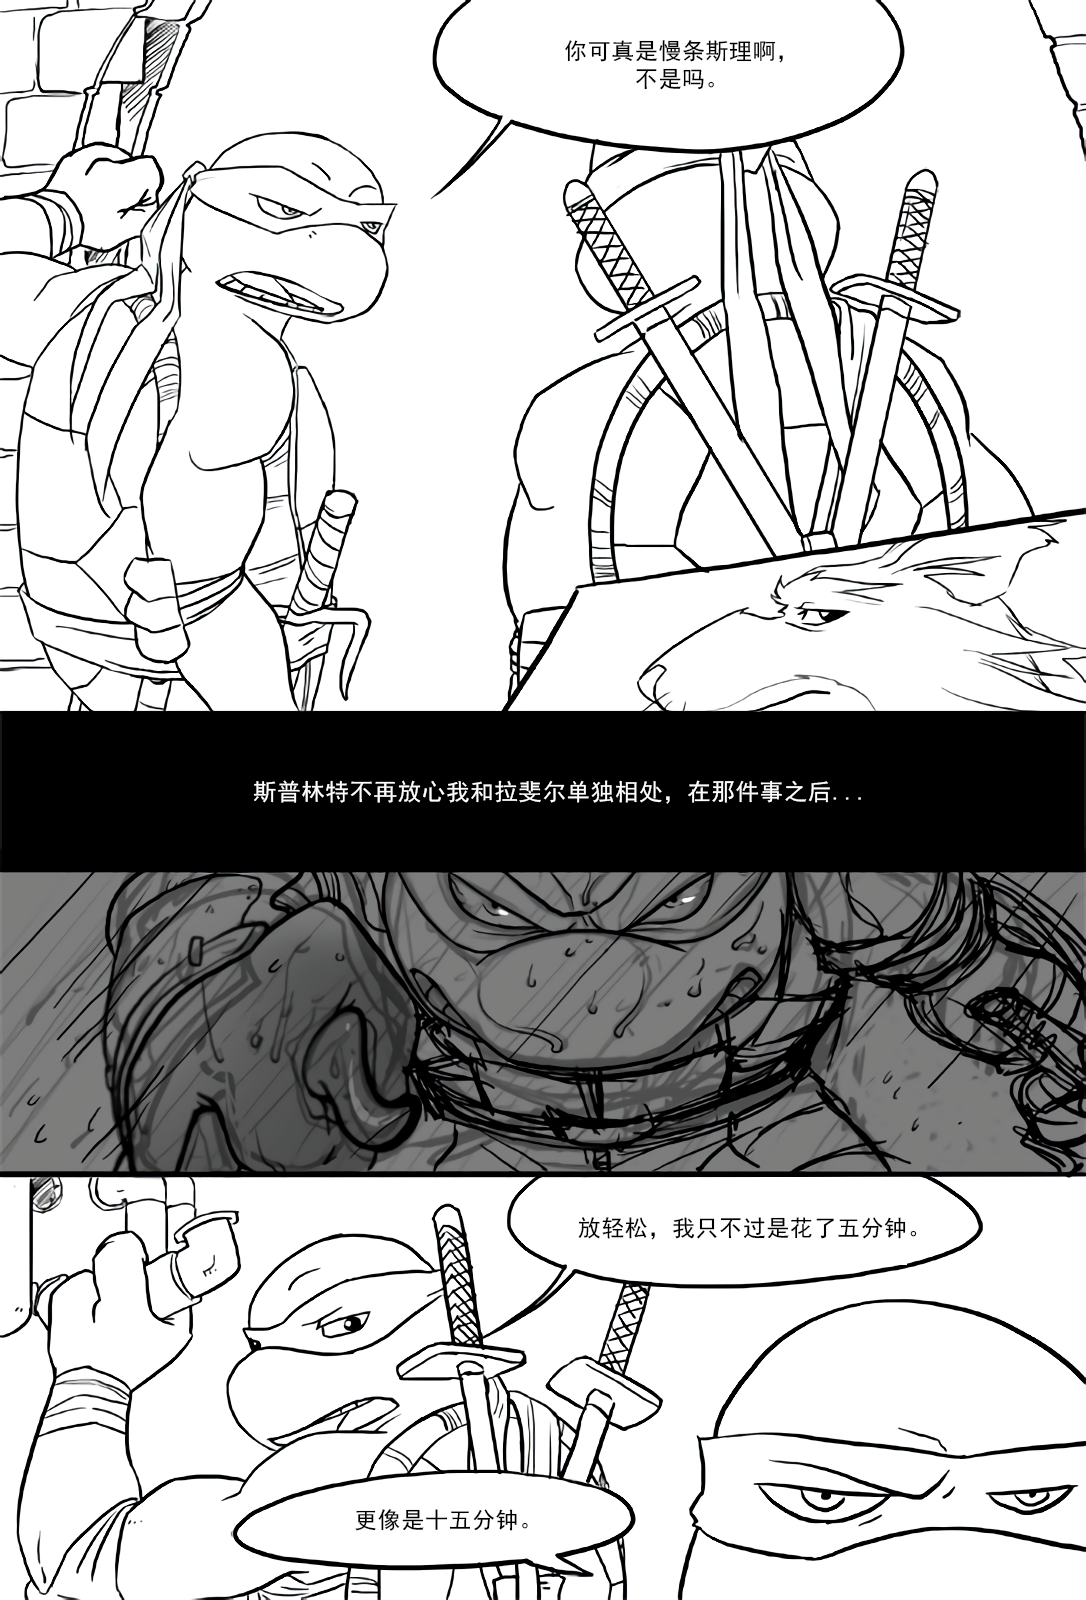 你可真是慢条斯理啊，
不是吗。
斯普林特不再放心我和拉斐尔单独相处，在那件事之后...
放轻松，我只不过是花了五分钟。
更像是十五分钟。